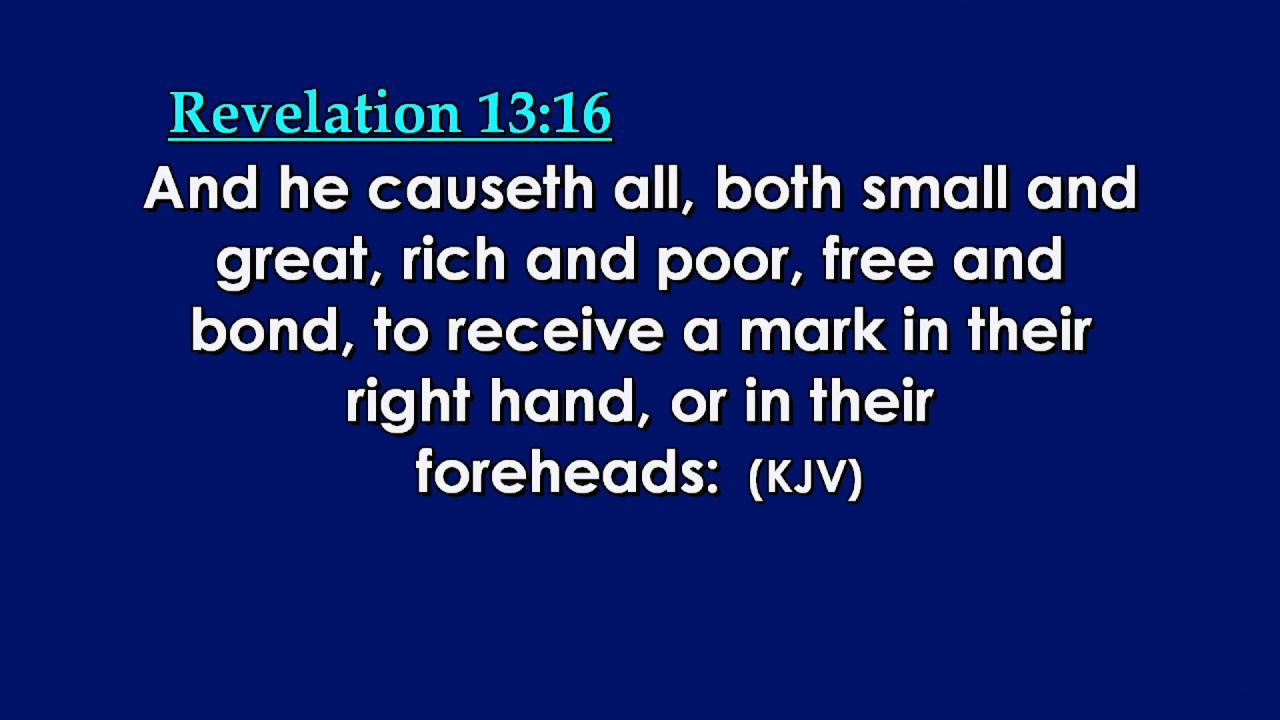 Revelation 13:16
And he causeth all, both small and
great, rich and poor, free and
bond, to receive a mark in their
right hand, or in their
foreheads: (KJV)